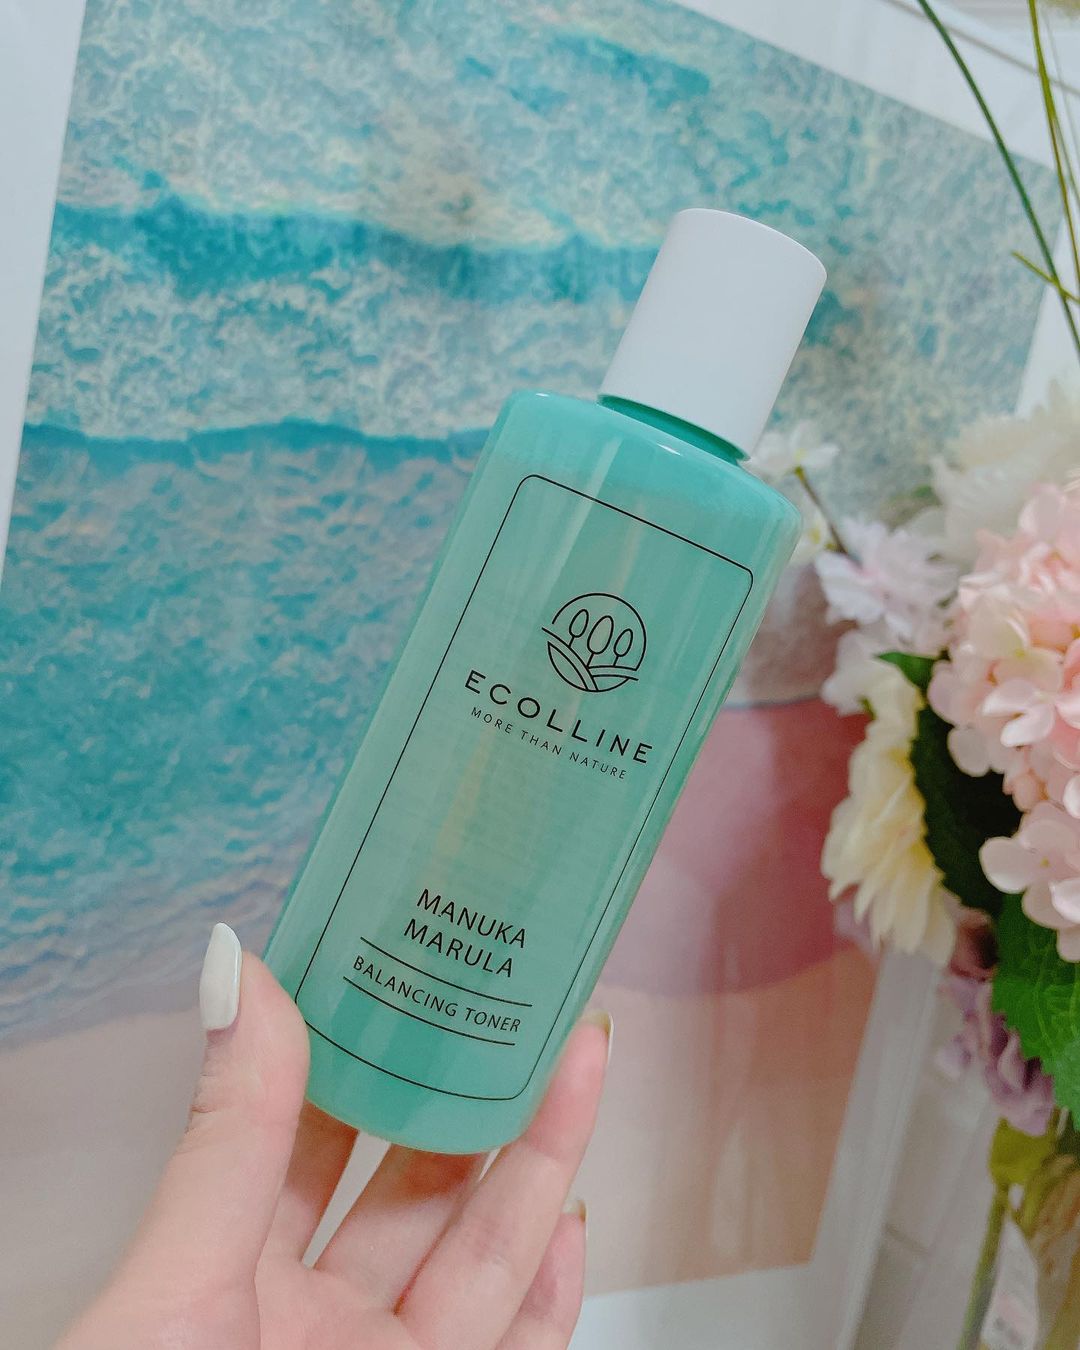 ECOLLINE
MORE THAN NATURE
MANUKA
MARULA
BALANCING TONER